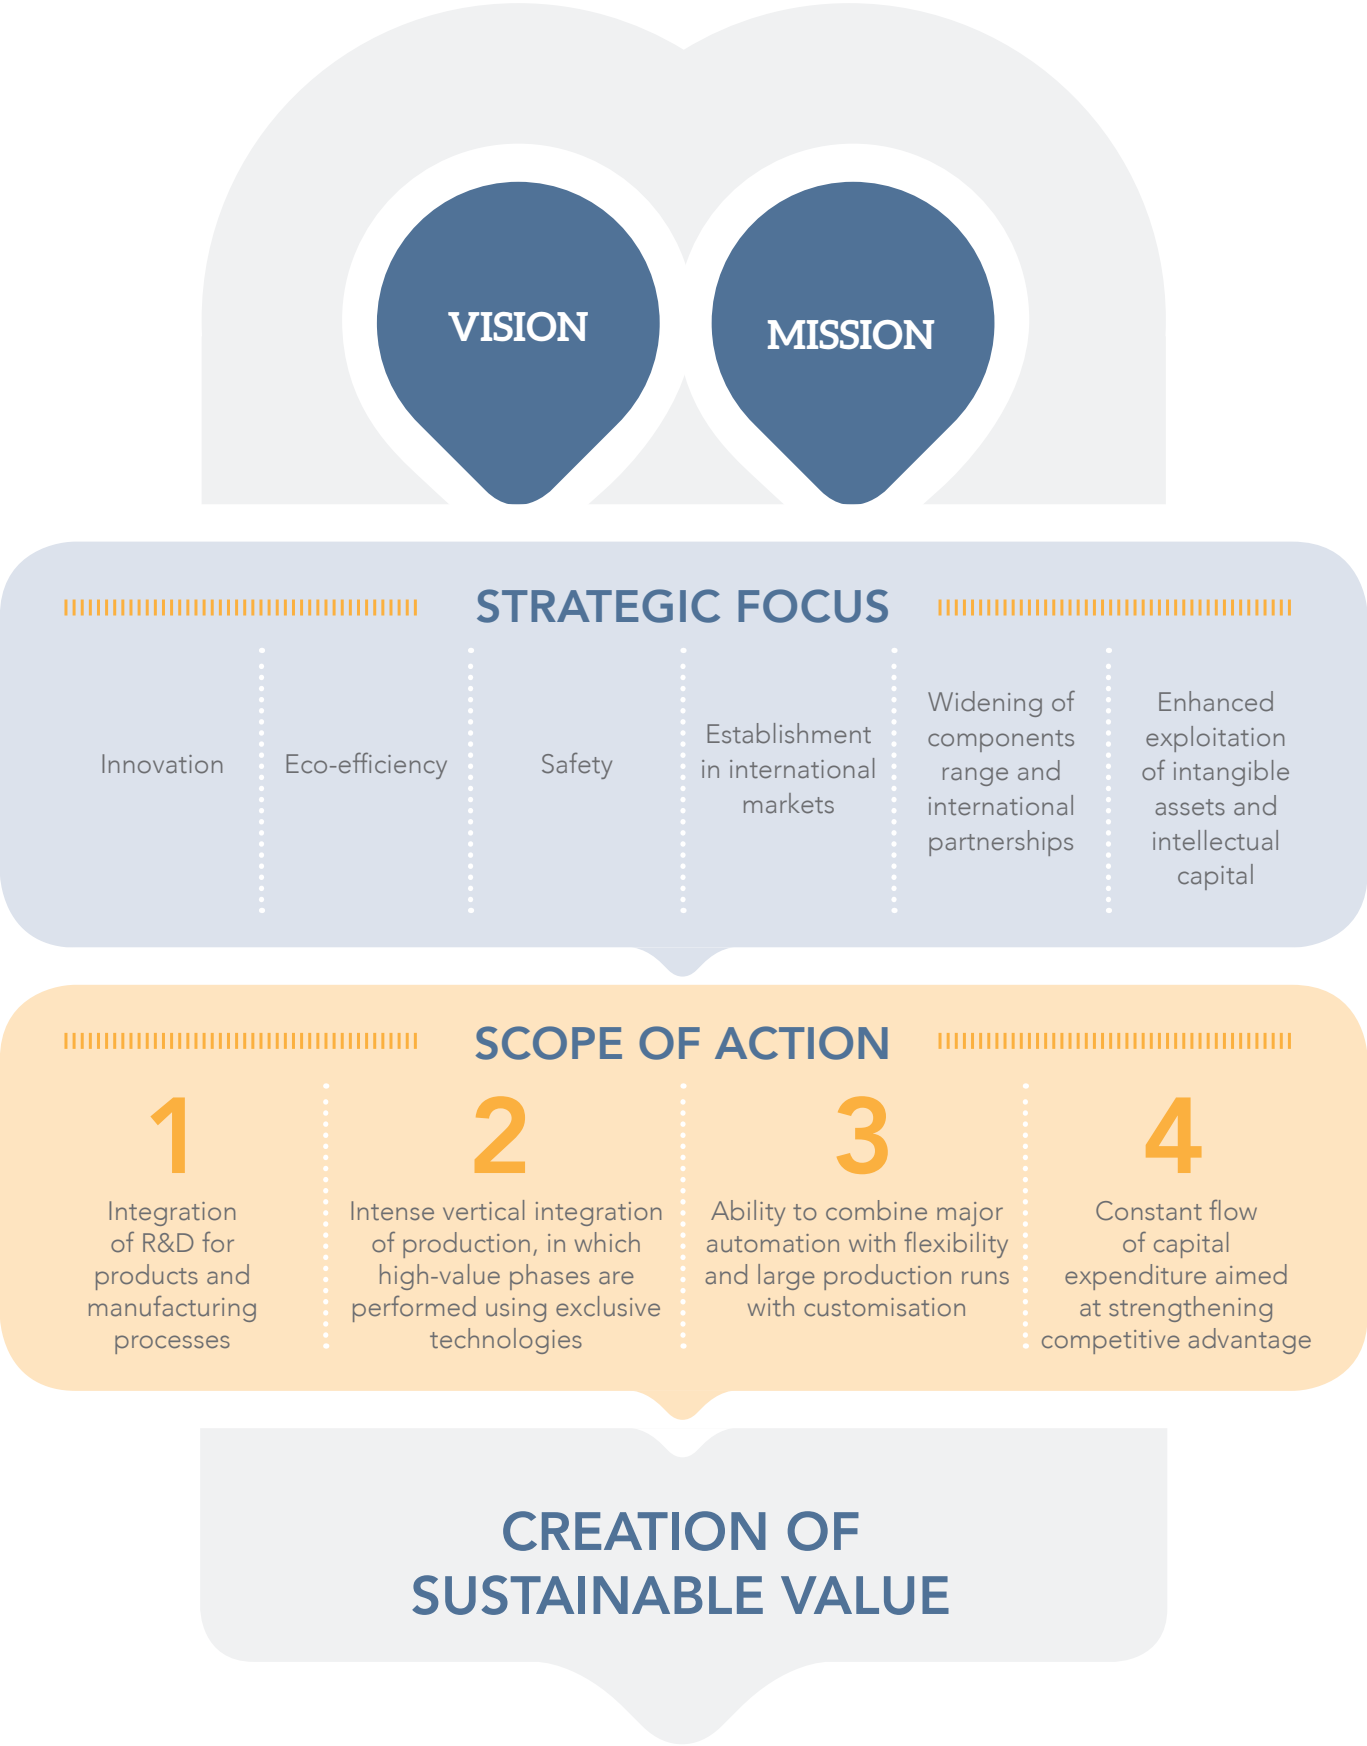 VISION
MISSION
STRATEGIC FOCUS
Innovation
Eco-efficiency
Safety
Establishment
in international
markets
Widening of
components
range and
international
partnerships
Enhanced
exploitation
of intangible
assets and
intellectual
capital
SCOPE OF ACTION
1
Integration
of R&D for
products and
manufacturing
processes
2
Intense vertical integration
of production, in which
high-value phases are
performed using exclusive
technologies
3
Ability to combine major
automation with flexibility
and large production runs
with customisation
4
Constant flow
of capital
expenditure aimed
at strengthening
competitive advantage
CREATION OF
SUSTAINABLE VALUE